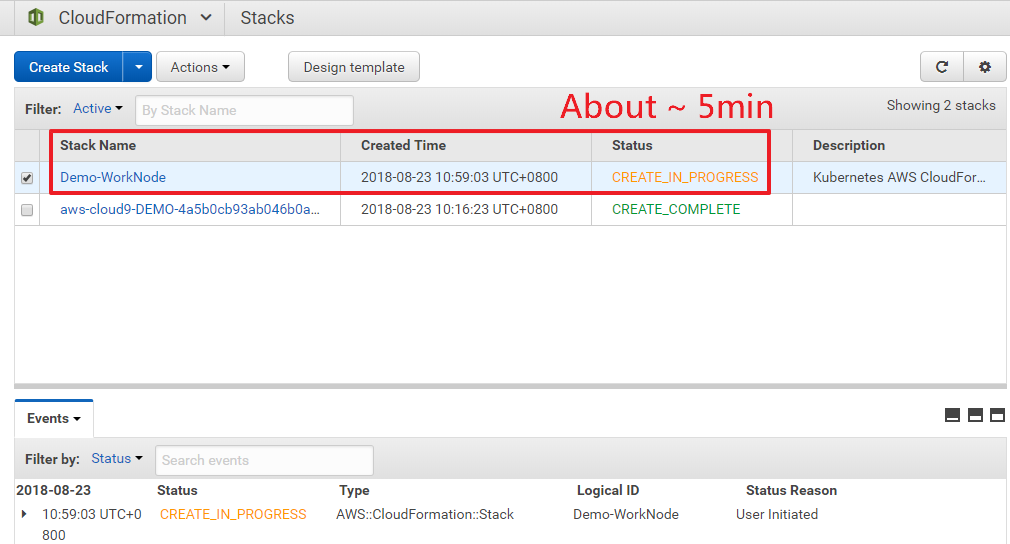 CloudFormation Stacks
Create Stack Actions Design template
Filter: Active By Stack Name About ~ 5min Showing 2 stacks
Stack Name Created Time Status Description
Demo-WorkNode 2018-08-23 10:59:03 UTC+0800 CREATE_IN_PROGRESS Kubernetes AWS CloudFor...
aws-cloud9-DEMO-4a5b0cb93ab046b0a... 2018-08-23 10:16:23 UTC+0800 CREATE_COMPLETE
Events
Filter by: Status Search events
2018-08-23 Status Type Logical ID Status Reason
10:59:03 UTC+0 CREATE_IN_PROGRESS AWS::CloudFormation::Stack Demo-WorkNode User Initiated
800